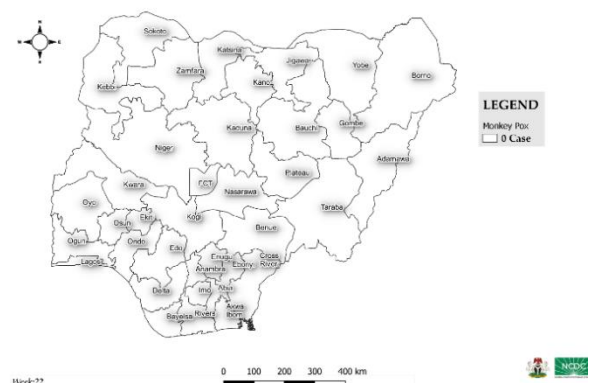 N
W
E
S
Sokoto
Katsina
Jigawa
Yobe
Borno
Zamfara
Kano
Kebbi
LEGEND
Monkey Pox
0 Case
Kaduna
Bauchi
Gombe
Niger
Adamawa
Plateau
FCT
Kwara
Nasarawa
Taraba
Oyo
Kogi
Ekiti
Osun
Benue
Ogun
Ondo
Edo
Lagos
Enugu
Ebonyi
Cross
River
Anambra
Imo
Abia
Delta
Akwa
Ibom
Rivers
Bayelsa
0 100 200 300 400 km
Week:22
NCDC